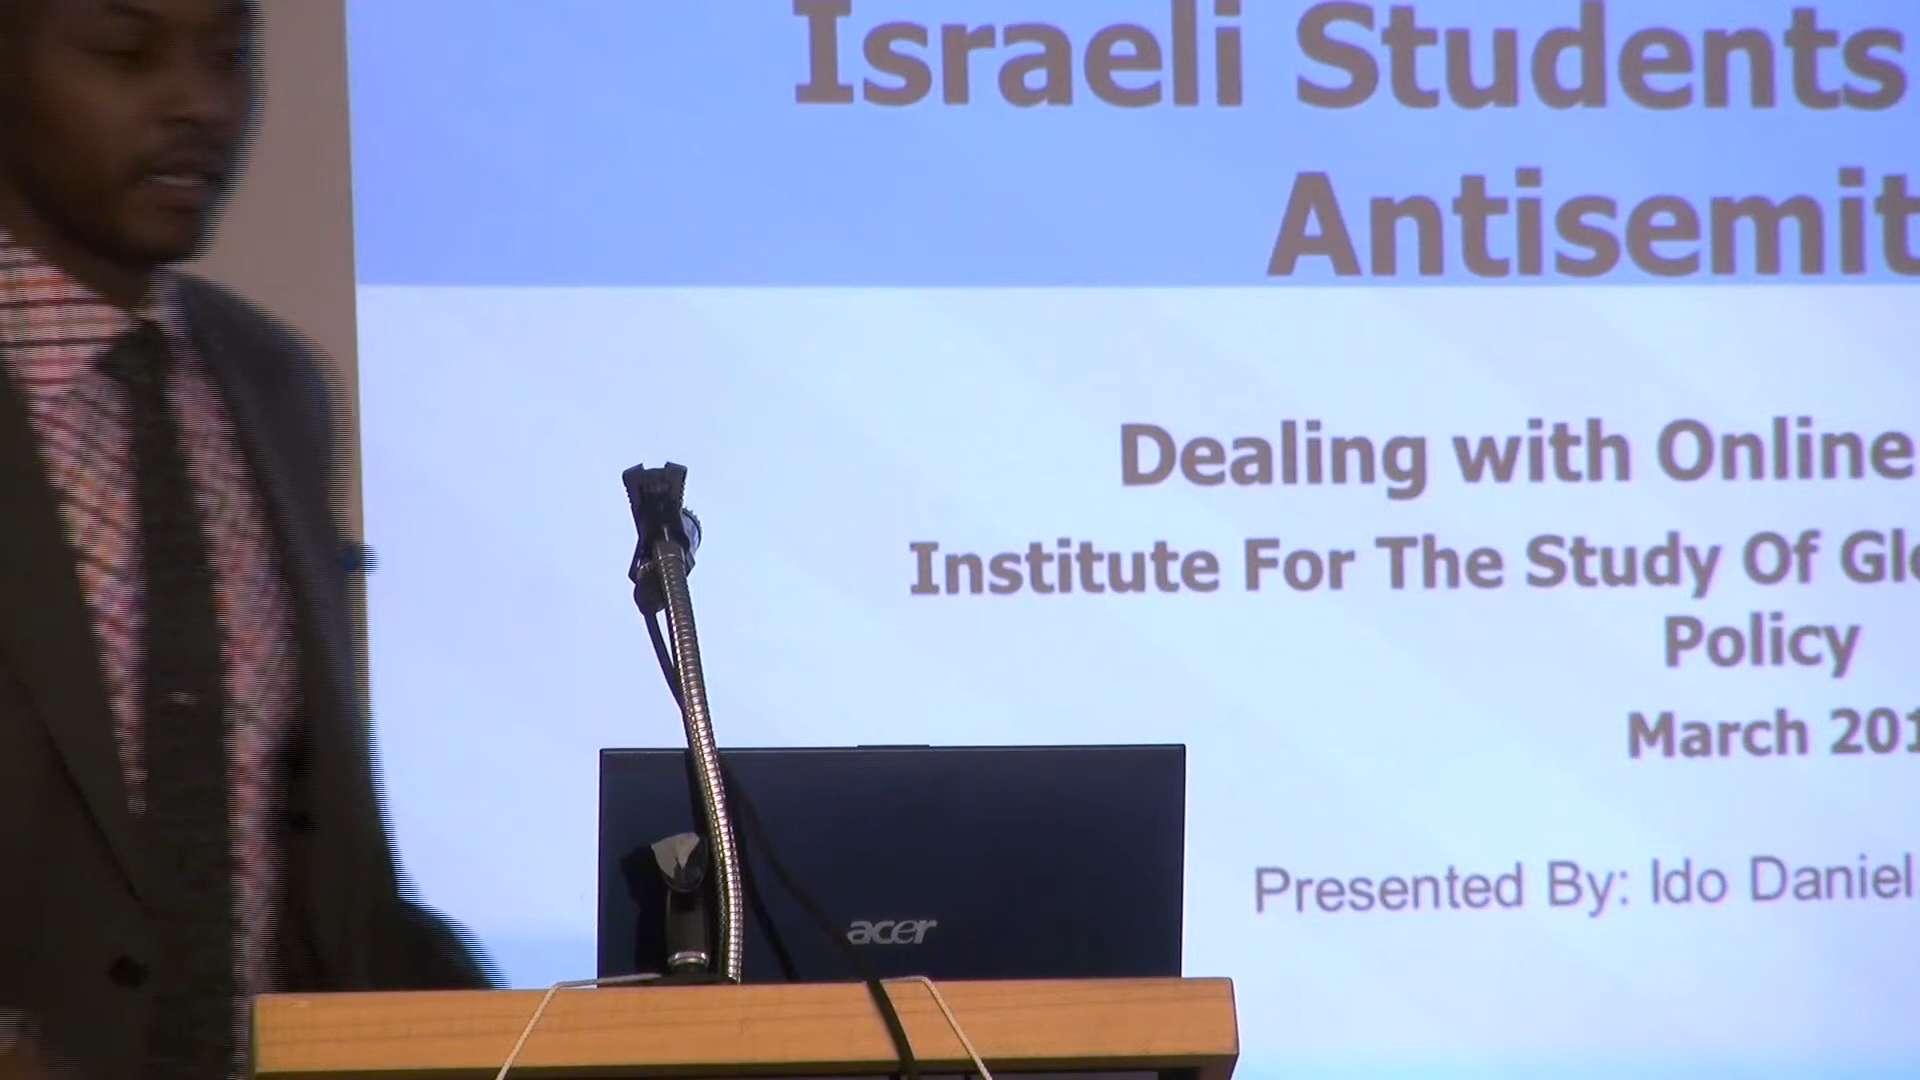 Israeli Students
Antisemit
Dealing with Online
Institute For The Study Of Gl
Policy
March 201
Presented By: Ido Daniel
acer